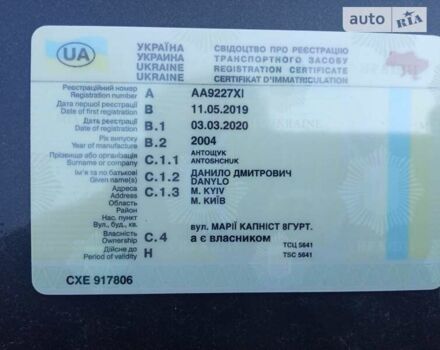 auto RIA
UA
УКРАЇНА
УКРАИНА
UKRAINE
UKRAINE
СВІДОЦТВО ПРО РЕЄСТРАЦІЮ
ТРАНСПОРТНОГО ЗАСОБУ
REGISTRATION CERTIFICATE
CERTIFICAT D'IMMATRICULATION
Реєстраційний номер
Registration number
A
AA9227XI
Дата першої реєстрації
Date of first registration
B
11.05.2019
Дата реєстрації
Date of registration
B.1
03.03.2020
Рік випуску
Year of manufacture
B.2
2004
Прізвище або організація
Surname or company
C.1.1
АНТОЩУК
ANTOSHCHUK
Ім'я та по батькові
Given name(s)
C.1.2
ДАНИЛО ДМИТРОВИЧ
DANYLO
Адреса
Address
C.1.3
M. KYIV
Область
М. КИЇВ
Район
Нас. пункт
Вул., буд., кв.
вул. МАРІЇ КАПНІСТ 8ГУРТ.
Власність
Ownership
C.4
а є власником
Дійсне до
Period of validity
H
ТСЦ 5641
TSC 5641
CXE 917806